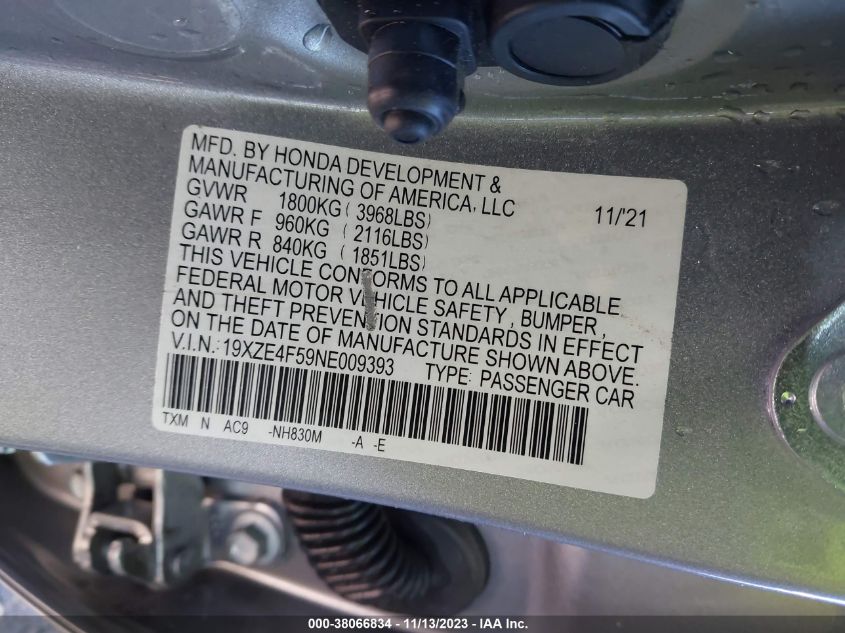 MFD. BY HONDA DEVELOPMENT &
MANUFACTURING OF AMERICA, LLC
GVWR 1800KG ( 3968LBS) 11/'21
GAWR F 960KG ( 2116LBS)
GAWR R 840KG ( 1851LBS)
THIS VEHICLE CONFORMS TO ALL APPLICABLE
FEDERAL MOTOR VEHICLE SAFETY, BUMPER,
AND THEFT PREVENTION STANDARDS IN EFFECT
ON THE DATE OF MANUFACTURE SHOWN ABOVE.
V.I.N.: 19XZE4F59NE009393 TYPE: PASSENGER CAR
TXM N AC9 -NH830M -A -E
000-38066834 - 11/13/2023 - IAA Inc.